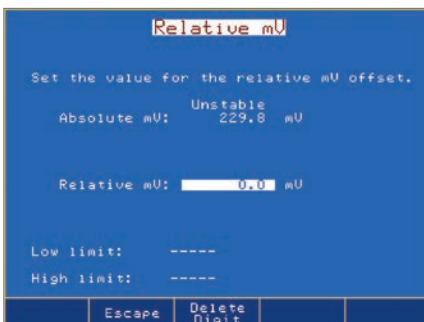 Relative mV
Set the value for the relative mV offset.
Unstable
Absolute mV: 229.8 mV
Relative mV: 0.0 mV
Low limit: -----
High limit: -----
Escape Delete
Digit